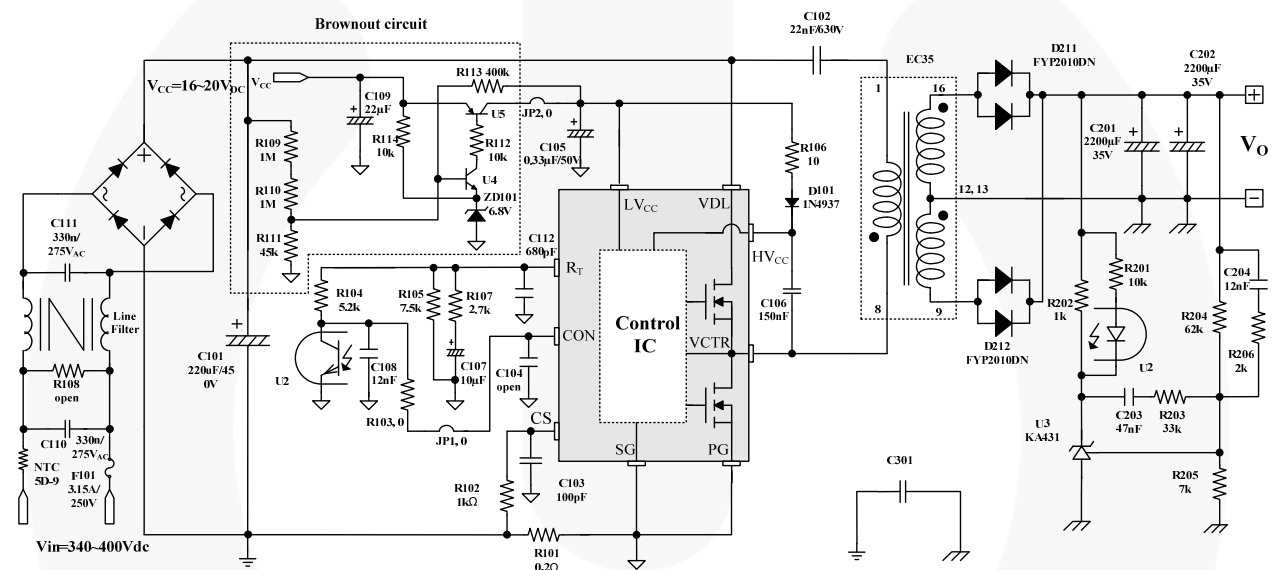 Brownout circuit
C102
22nF/630V
VCC=16~20VDC
VCC
C109
22µF
R113 400k
U5
JP2, 0
R114
10k
R112
10k
C105
0,33µF/50V
U4
ZD101
6.8V
R109
1M
R110
1M
R111
45k
C111
330n/
275VAC
Line
Filter
R108
open
C110
330n/
275VAC
NTC
5D-9
F101
3.15A/
250V
Vin=340~400Vdc
C101
220uF/45
0V
R104
5.2k
U2
C108
12nF
R103, 0
R105
7.5k
R107
2.7k
C107
10µF
JP1, 0
C112
680pF
C104
open
C103
100pF
R102
1kΩ
R101
0.2Ω
LVCC
VDL
RT
HVCC
CON
Control
IC
VCTR
CS
SG
PG
R106
10
D101
1N4937
C106
150nF
EC35
1
16
12, 13
8
9
D211
FYP2010DN
D212
FYP2010DN
C202
2200µF
35V
C201
2200µF
35V
+
VO
-
R201
10k
R202
1k
U2
R204
62k
C204
12nF
R206
2k
C203
47nF
R203
33k
U3
KA431
R205
7k
C301